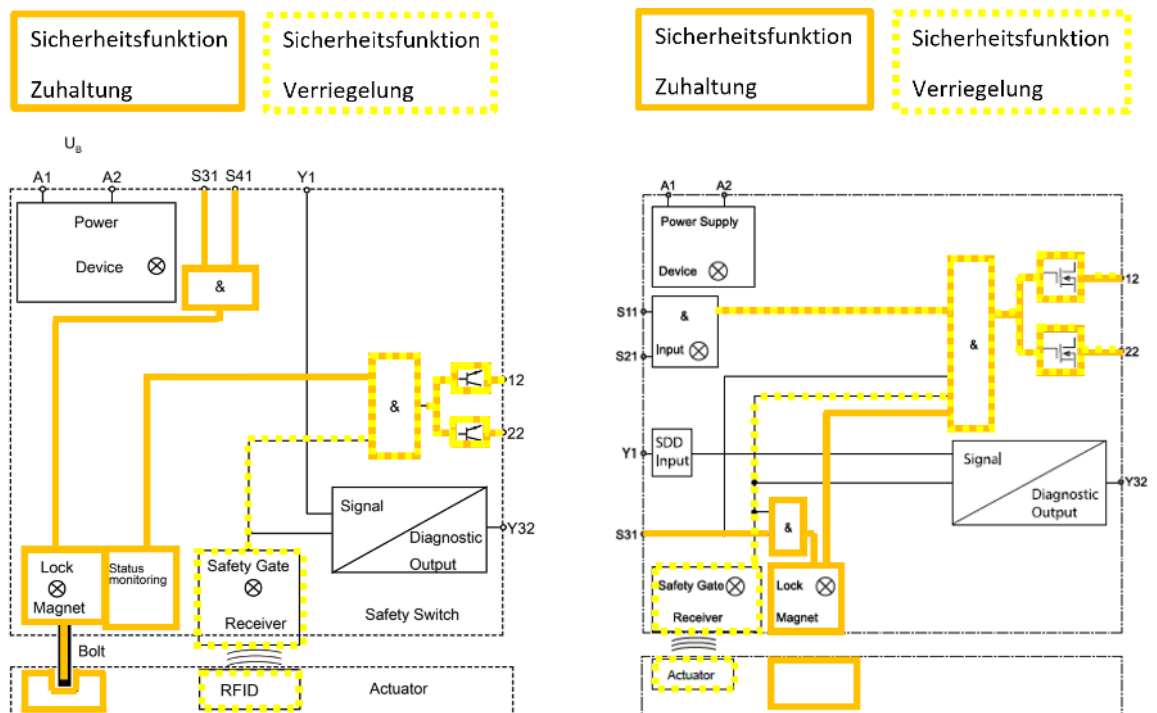 Sicherheitsfunktion
Zuhaltung
Sicherheitsfunktion
Verriegelung
U_B
A1
A2
S31
S41
Y1
Power
Device
&
12
&
22
Signal
Diagnostic
Output
Y32
Lock
Magnet
Status
monitoring
Safety Gate
Receiver
Safety Switch
Bolt
RFID
Actuator
Sicherheitsfunktion
Zuhaltung
Sicherheitsfunktion
Verriegelung
A1
A2
Power Supply
Device
12
S11
&
Input
S21
&
22
Y1
SDD
Input
Signal
Diagnostic
Output
Y32
S31
&
Safety Gate
Receiver
Lock
Magnet
Actuator